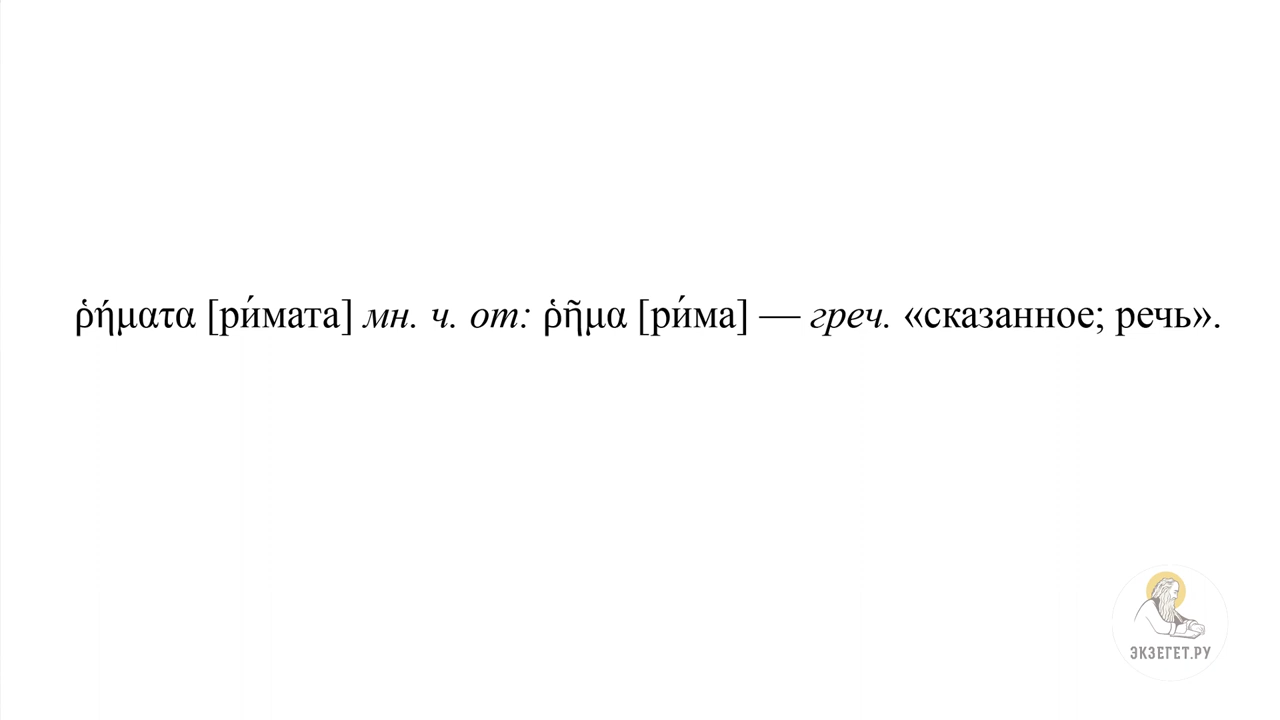 ῥήματα [ри́мата] мн. ч. от: ῥῆμα [ри́ма] — греч. «сказанное; речь».
ЭКЗЕГЕТ.РУ